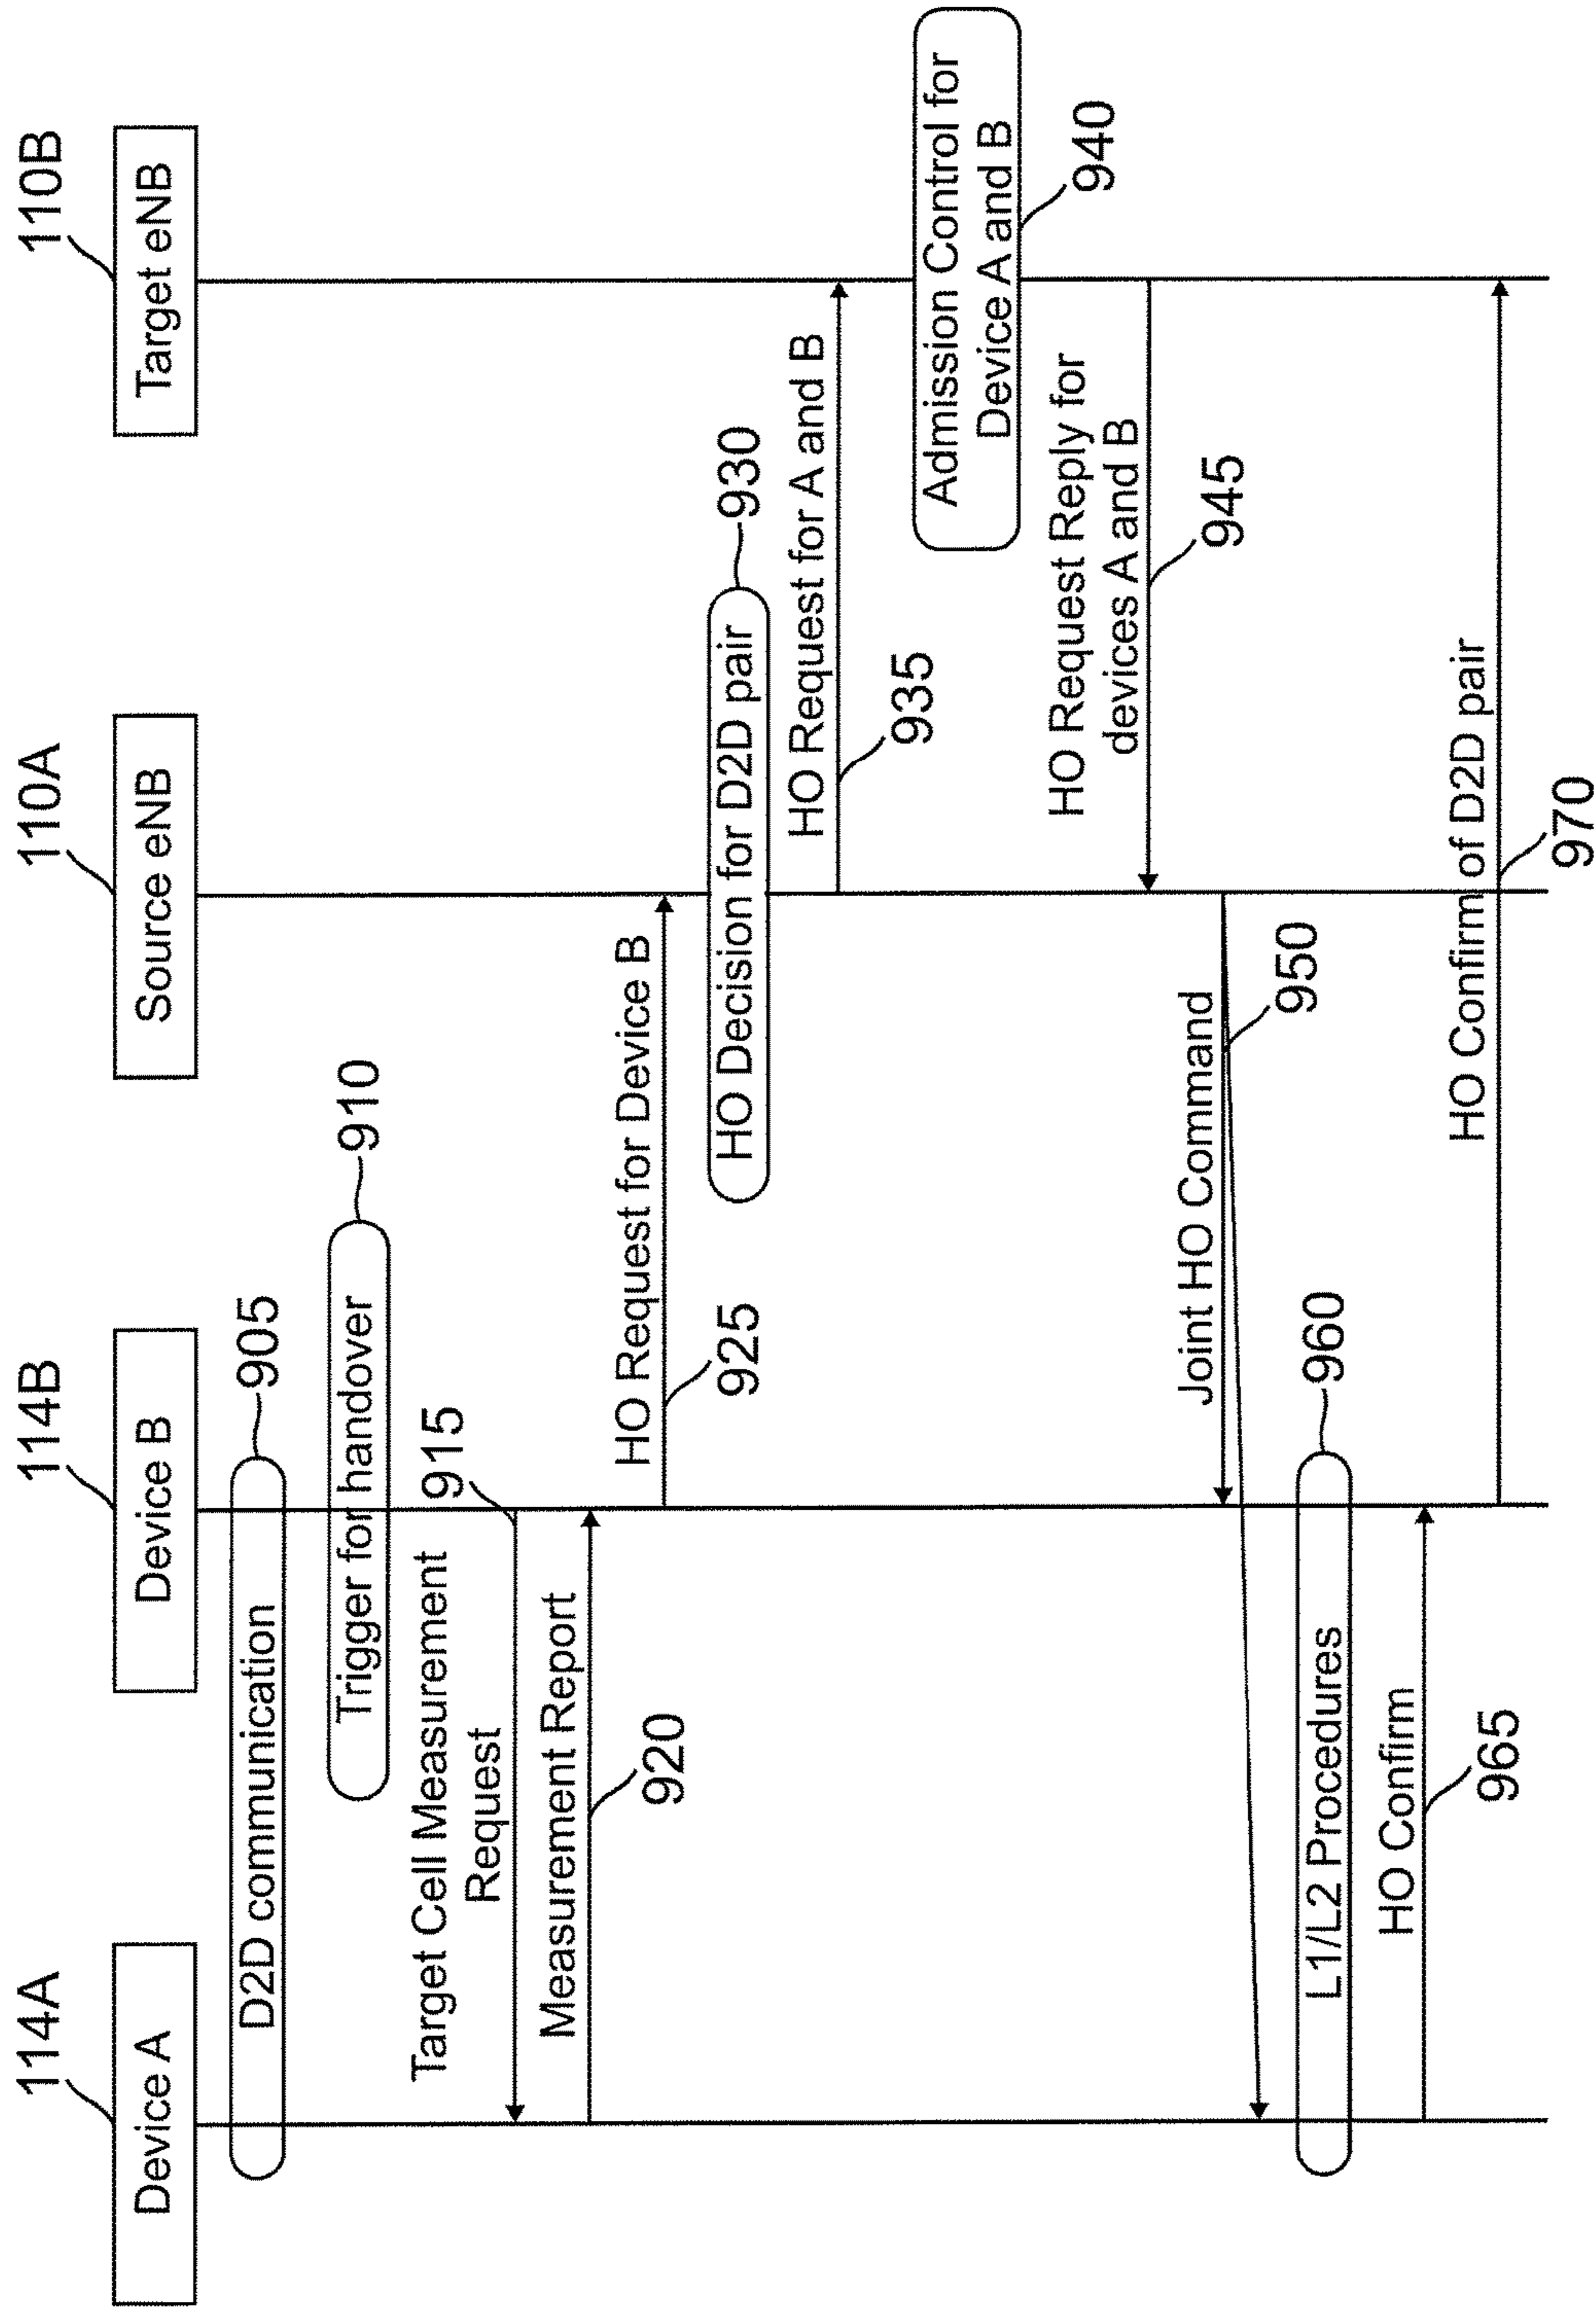 114A
114B
110A
110B
Device A
Device B
Source eNB
Target eNB
D2D communication
905
Trigger for handover
910
Target Cell Measurement
Request
915
Measurement Report
920
HO Request for Device B
925
HO Decision for D2D pair
930
HO Request for A and B
935
Admission Control for
Device A and B
940
HO Request Reply for
devices A and B
945
Joint HO Command
950
L1/L2 Procedures
960
HO Confirm
965
HO Confirm of D2D pair
970